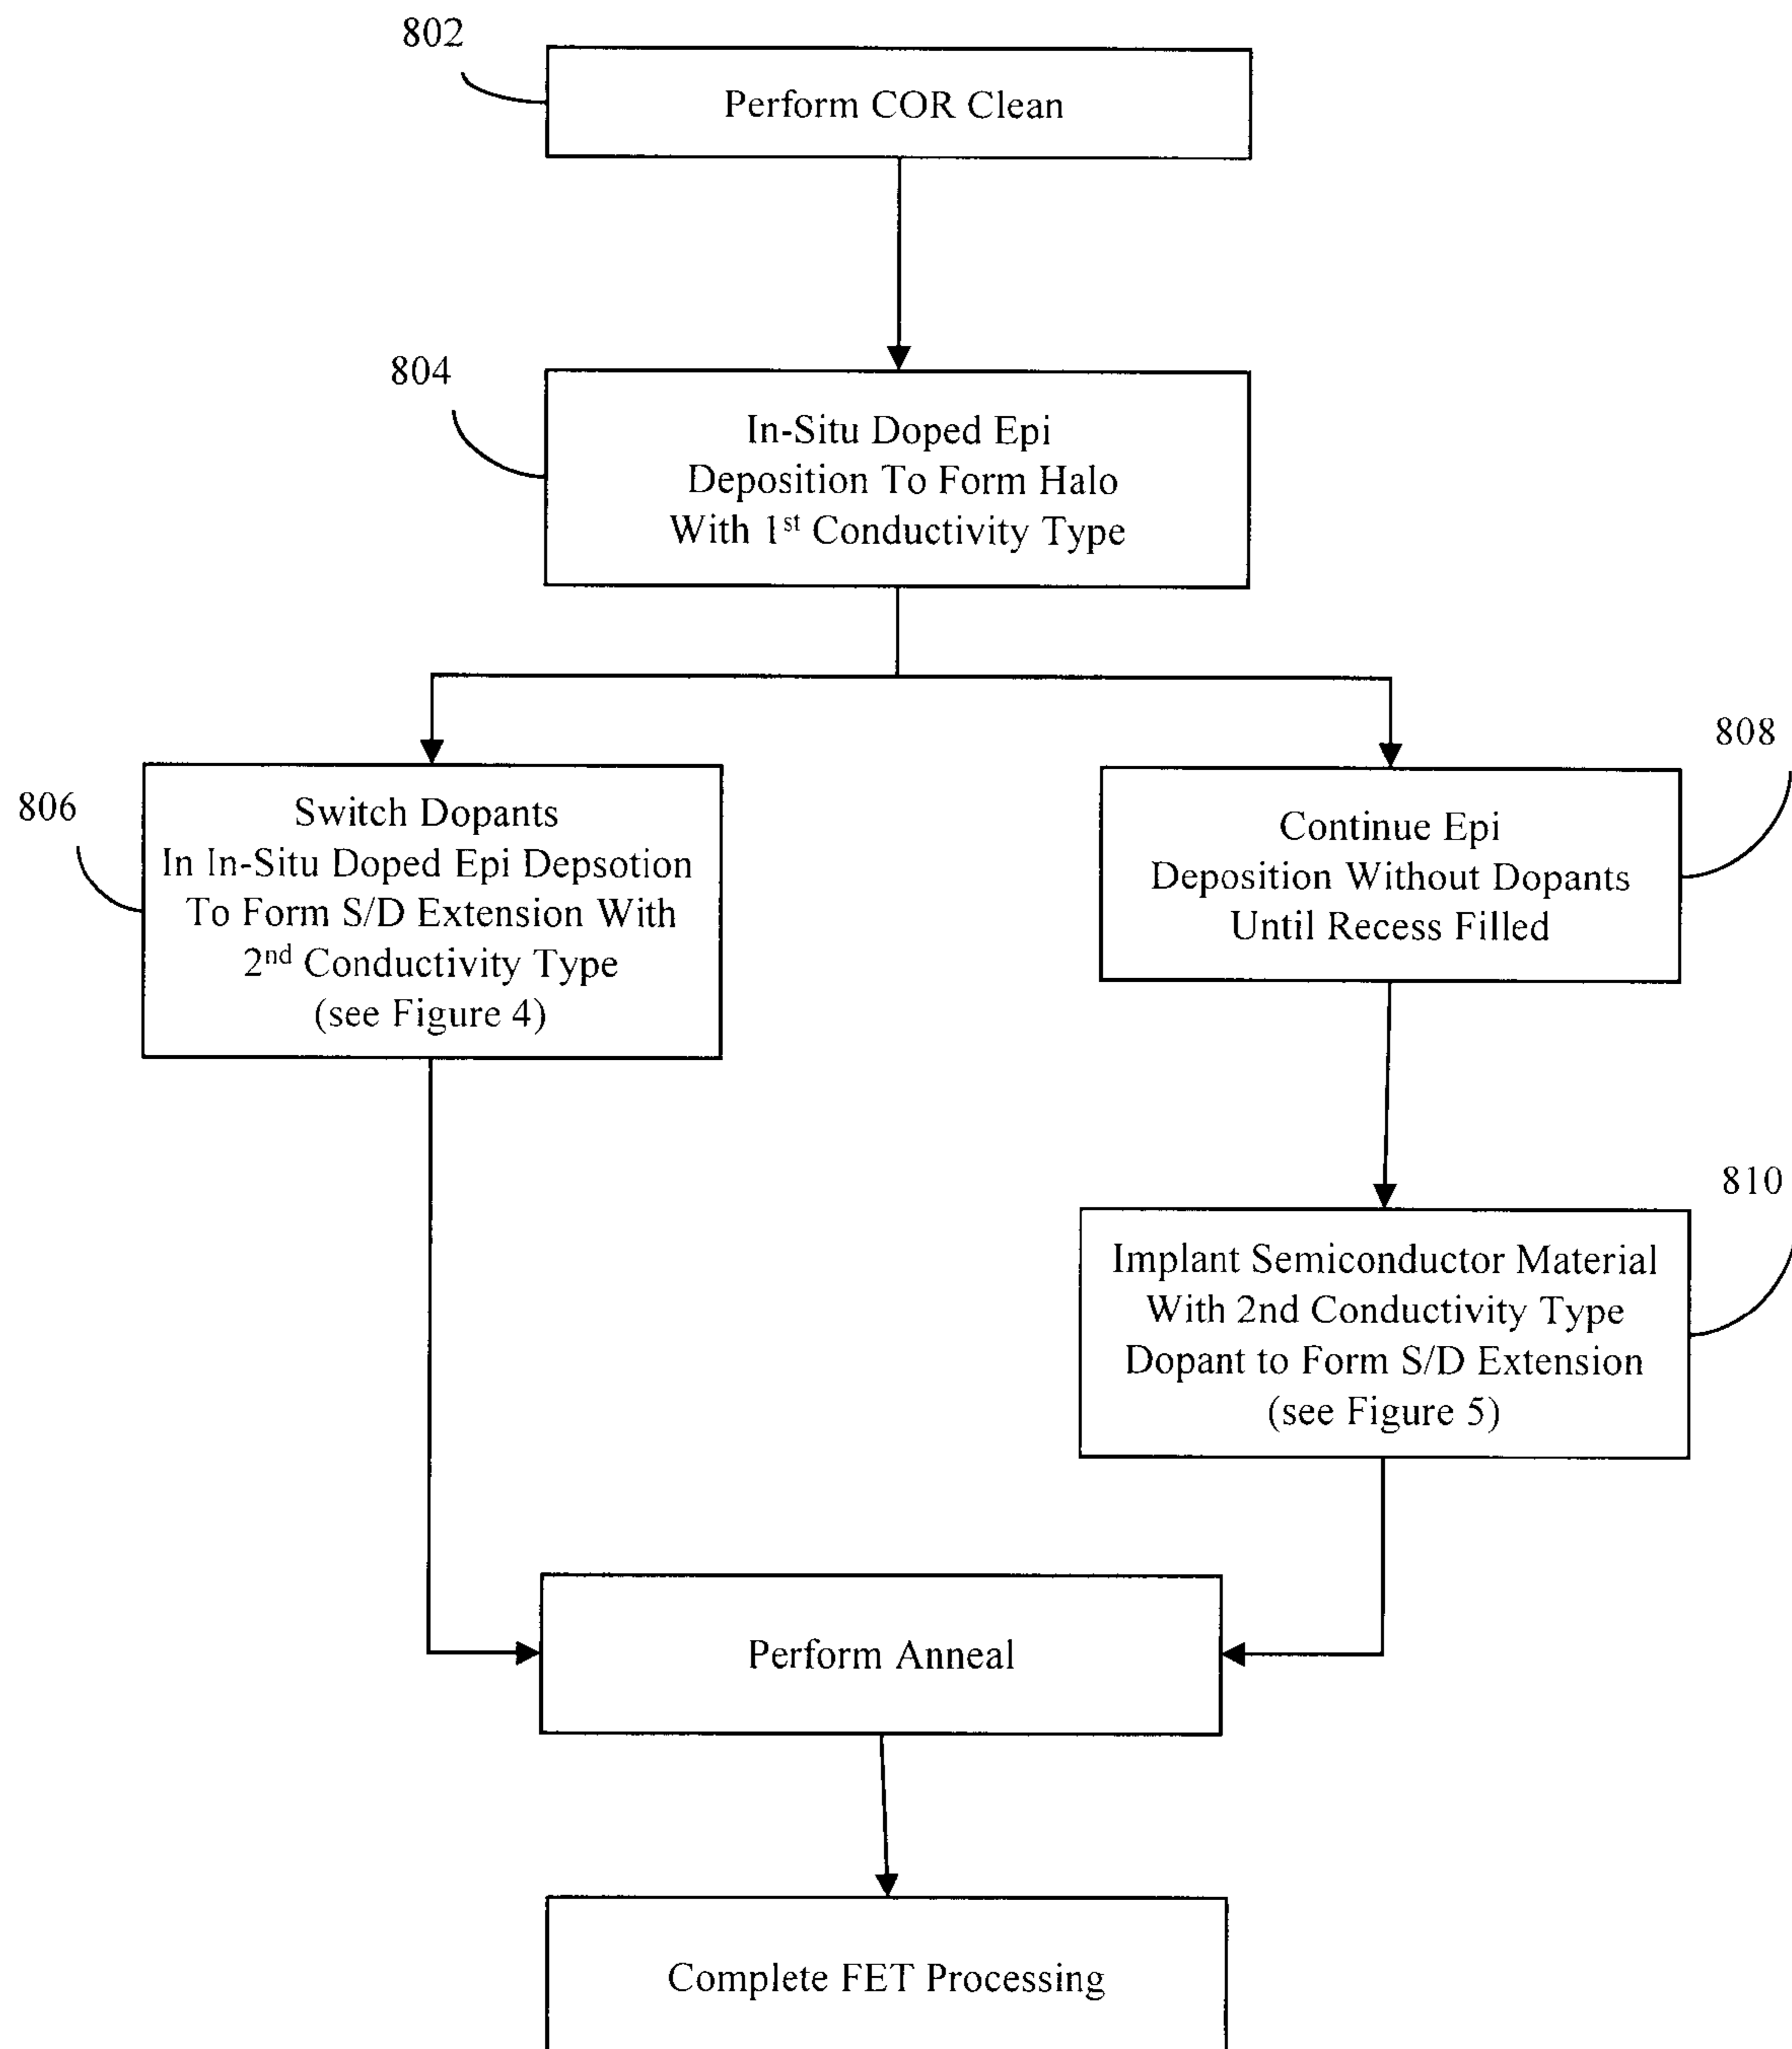 802
Perform COR Clean
804
In-Situ Doped Epi
Deposition To Form Halo
With 1st Conductivity Type
806
Switch Dopants
In In-Situ Doped Epi Depsotion
To Form S/D Extension With
2nd Conductivity Type
(see Figure 4)
808
Continue Epi
Deposition Without Dopants
Until Recess Filled
810
Implant Semiconductor Material
With 2nd Conductivity Type
Dopant to Form S/D Extension
(see Figure 5)
Perform Anneal
Complete FET Processing